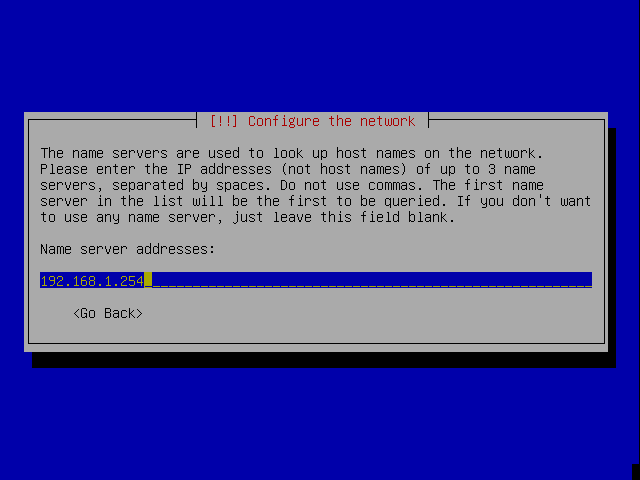 [!!] Configure the network
The name servers are used to look up host names on the network.
Please enter the IP addresses (not host names) of up to 3 name
servers, separated by spaces. Do not use commas. The first name
server in the list will be the first to be queried. If you don't want
to use any name server, just leave this field blank.
Name server addresses:
192.168.1.254
<Go Back>